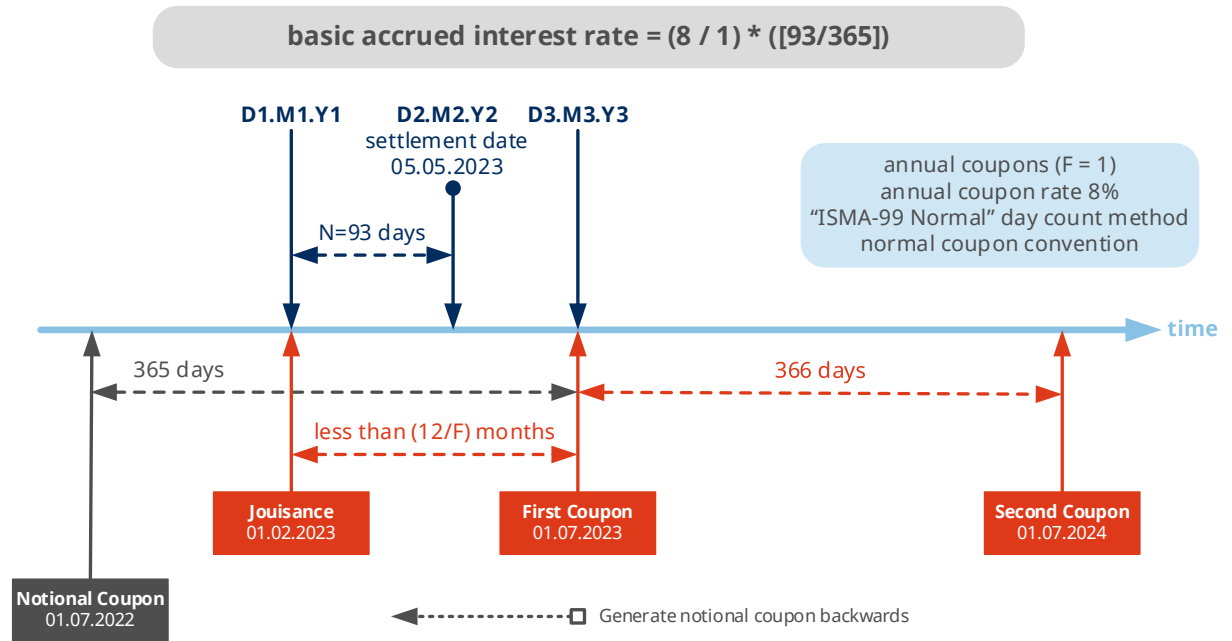 basic accrued interest rate = (8 / 1) * ([93/365])
D1.M1.Y1
D2.M2.Y2
D3.M3.Y3
settlement date
05.05.2023
annual coupons (F = 1)
annual coupon rate 8%
“ISMA-99 Normal” day count method
normal coupon convention
N=93 days
time
365 days
366 days
less than (12/F) months
Jouisance
01.02.2023
First Coupon
01.07.2023
Second Coupon
01.07.2024
Notional Coupon
01.07.2022
Generate notional coupon backwards